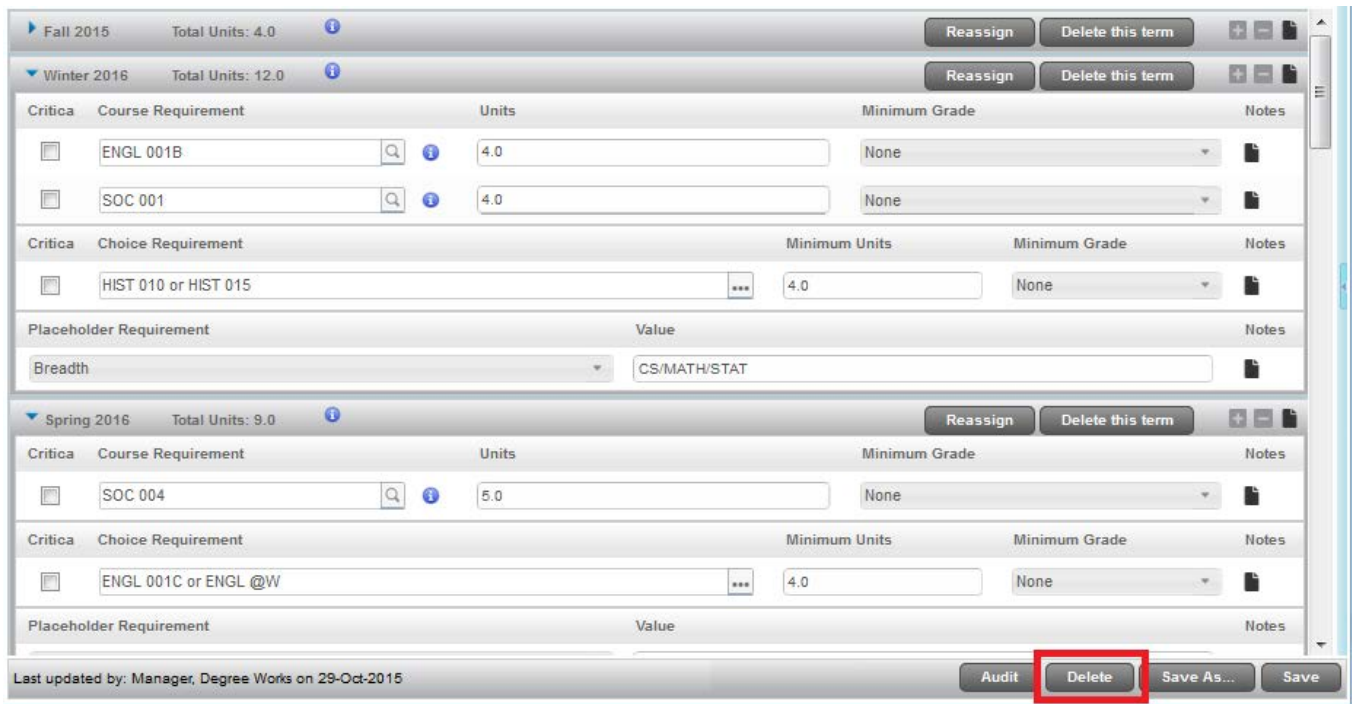 Fall 2015 Total Units: 4.0 Reassign Delete this term
Winter 2016 Total Units: 12.0 Reassign Delete this term
Critica Course Requirement Units Minimum Grade Notes
ENGL 001B 4.0 None
SOC 001 4.0 None
Critica Choice Requirement Minimum Units Minimum Grade Notes
HIST 010 or HIST 015 ... 4.0 None
Placeholder Requirement Value Notes
Breadth CS/MATH/STAT
Spring 2016 Total Units: 9.0 Reassign Delete this term
Critica Course Requirement Units Minimum Grade Notes
SOC 004 5.0 None
Critica Choice Requirement Minimum Units Minimum Grade Notes
ENGL 001C or ENGL @W ... 4.0 None
Placeholder Requirement Value Notes
Last updated by: Manager, Degree Works on 29-Oct-2015 Audit Delete Save As... Save